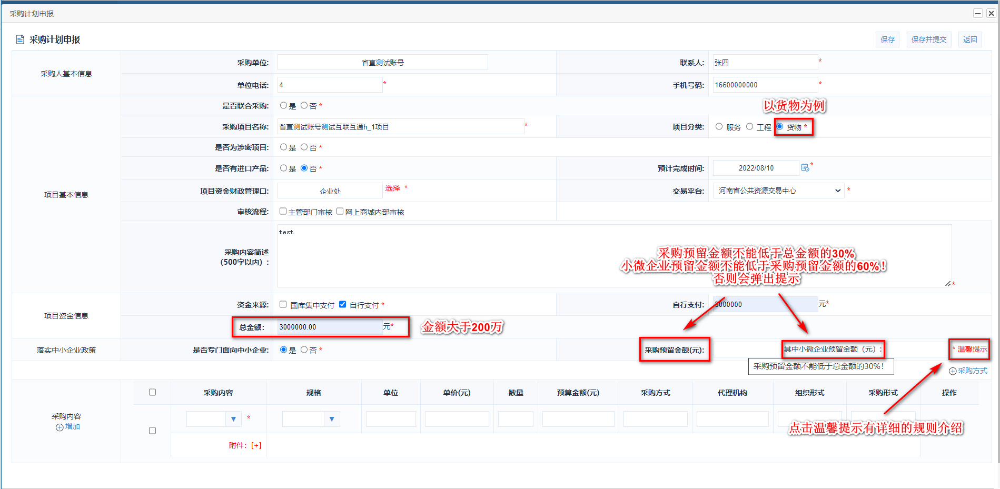 采购计划申报
采购计划申报
保存 保存并提交 返回
采购人基本信息
采购单位: 省直测试账号 联系人: 张四 *
单位电话: 4 * 手机号码: 16600000000 *
以货物为例
项目基本信息
是否联合采购: 是 否 *
采购项目名称: 省直测试账号测试互联互通h_1项目 * 项目分类: 服务 工程 货物 *
是否为涉密项目: 是 否 *
是否有进口产品: 是 否 * 预计完成时间: 2022/08/10 *
项目资金财政管理口: 企业处 选择 * 交易平台: 河南省公共资源交易中心 *
审核流程: 主管部门审核 网上商城内部审核
采购内容简述
（500字以内）:
test
*
采购预留金额不能低于总金额的30%
小微企业预留金额不能低于采购预留金额的60%！
否则会弹出提示
项目资金信息
资金来源: 国库集中支付 自行支付 * 自行支付: 3000000 元*
总金额: 3000000.00 元* 金额大于200万
落实中小企业政策 是否专门面向中小企业: 是 否 * 采购预留金额(元): 其中小微企业预留金额（元）: * 温馨提示
采购预留金额不能低于总金额的30%！
采购方式
采购内容
增加
采购内容 规格 单位 单价(元) 数量 预算金额(元) 采购方式 代理机构 组织形式 采购形式 操作
*
点击温馨提示有详细的规则介绍
附件: [+]